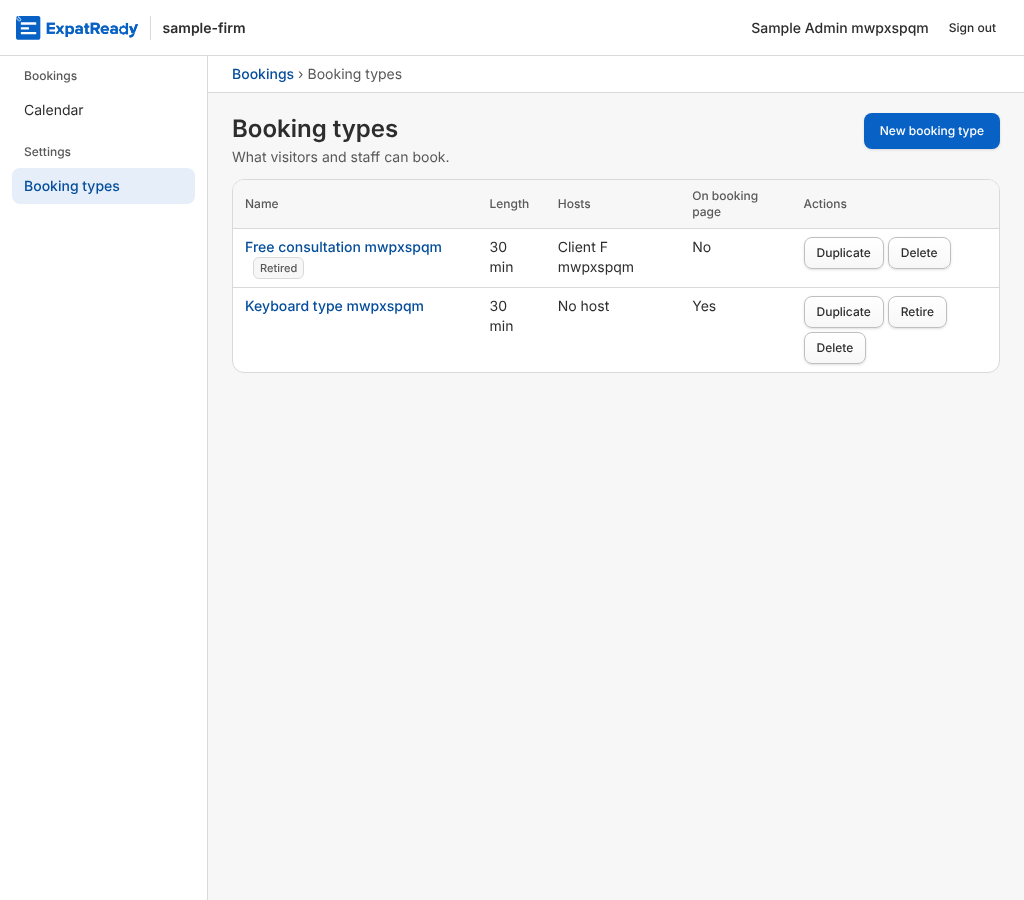 ExpatReady
sample-firm
Sample Admin mwpxspqm
Sign out
Bookings
Calendar
Settings
Booking types
Bookings › Booking types
Booking types
What visitors and staff can book.
New booking type
Name
Length
Hosts
On booking
page
Actions
Free consultation mwpxspqm
Retired
30
min
Client F
mwpxspqm
No
Duplicate
Delete
Keyboard type mwpxspqm
30
min
No host
Yes
Duplicate
Retire
Delete